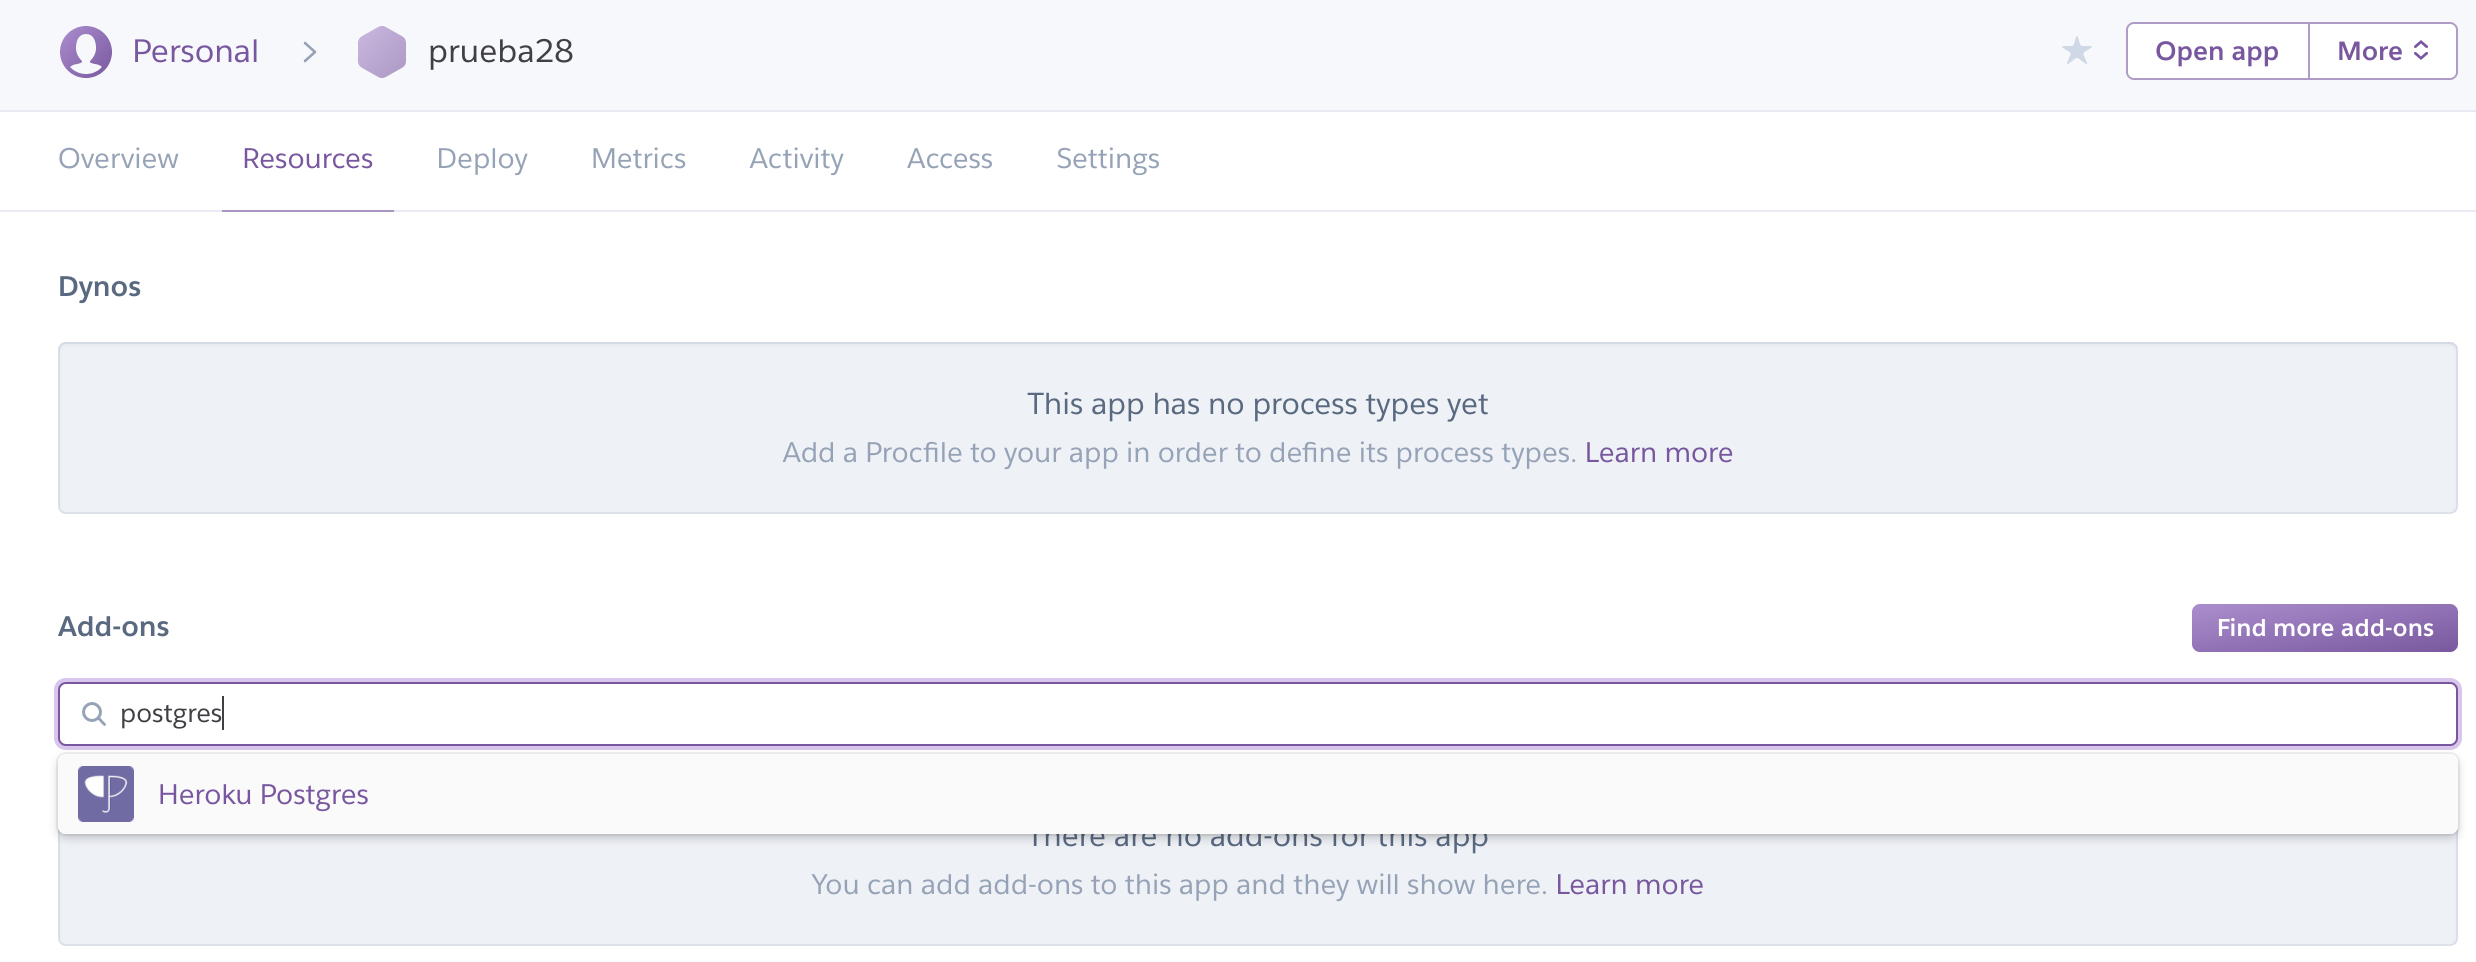 Personal > prueba28
Open app
More
Overview Resources Deploy Metrics Activity Access Settings
Dynos
This app has no process types yet
Add a Procfile to your app in order to define its process types. Learn more
Add-ons
Find more add-ons
postgres
Heroku Postgres
There are no add-ons for this app
You can add add-ons to this app and they will show here. Learn more